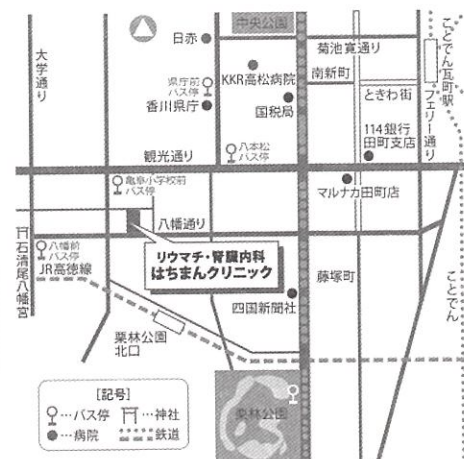 中央公園
日赤
菊池寛通り
ことでん瓦町駅
大学通り
KKR高松病院
南新町
県庁前
バス停
香川県庁
国税局
ときわ街
フェリー通り
114銀行
田町支店
八本松
バス停
観光通り
亀阜小学校前
バス停
マルナカ田町店
八幡通り
石清尾八幡宮
八幡前
バス停
JR高徳線
リウマチ・腎臓内科
はちまんクリニック
藤塚町
ことでん
四国新聞社
栗林公園
北口
栗林公園
[記号]
…バス停 …神社
…病院 …鉄道